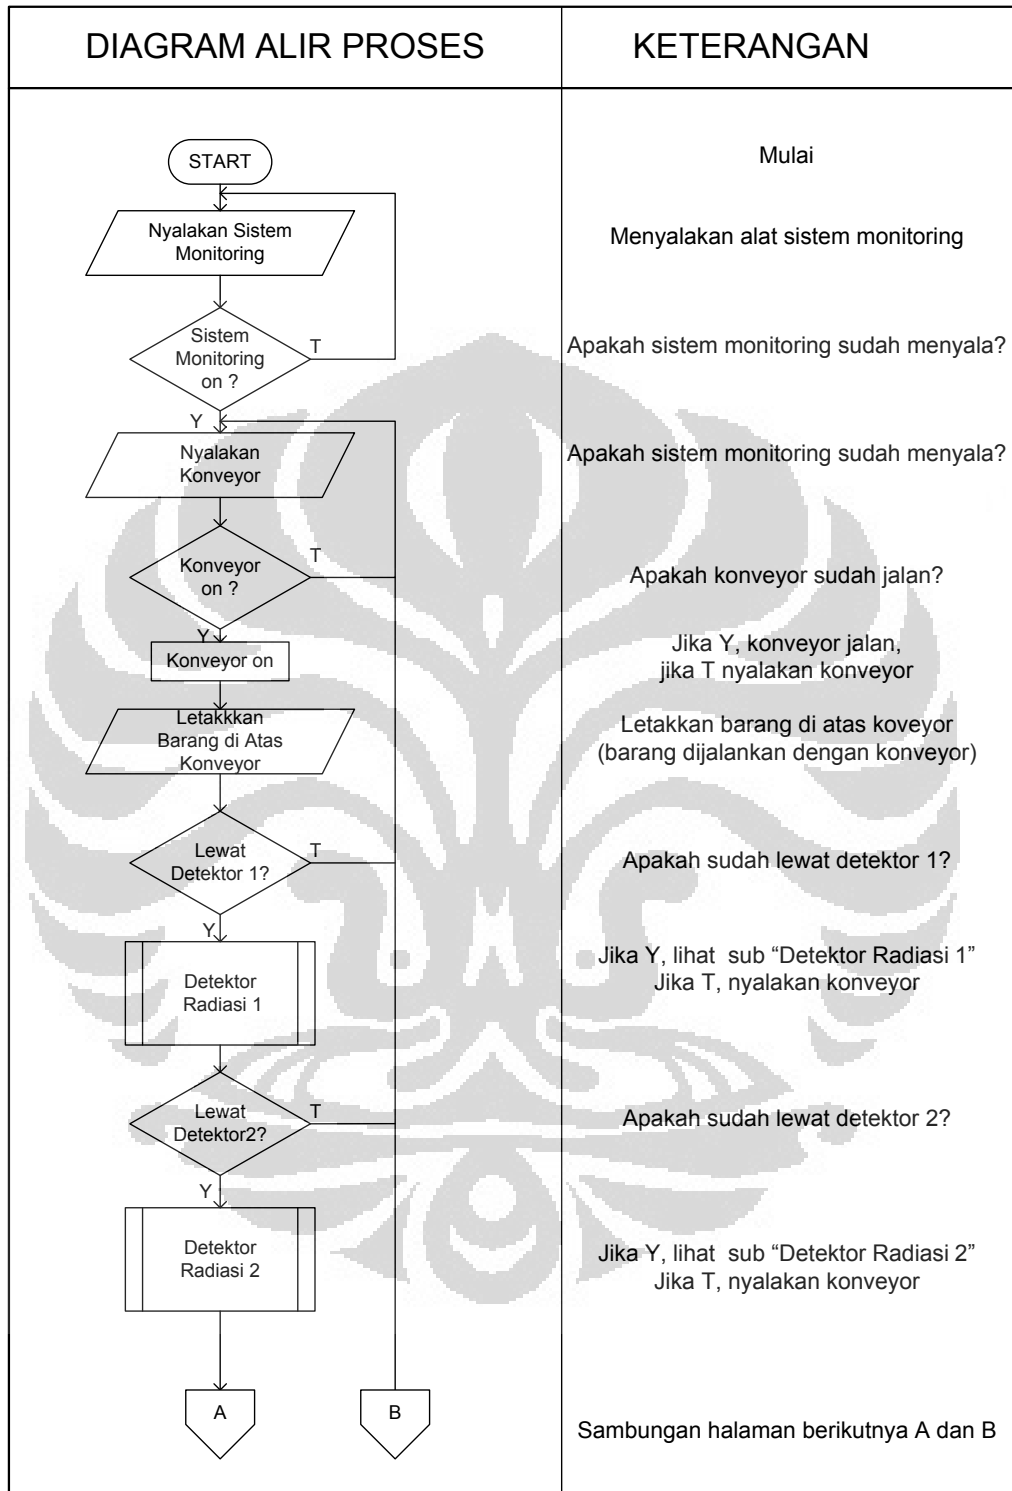 DIAGRAM ALIR PROSES
KETERANGAN
START
Mulai
Nyalakan Sistem
Monitoring
Menyalakan alat sistem monitoring
Sistem
Monitoring
on ?
T
Apakah sistem monitoring sudah menyala?
Y
Nyalakan
Konveyor
Apakah sistem monitoring sudah menyala?
Konveyor
on ?
T
Apakah konveyor sudah jalan?
Y
Konveyor on
Jika Y, konveyor jalan,
jika T nyalakan konveyor
Letakkkan
Barang di Atas
Konveyor
Letakkan barang di atas koveyor
(barang dijalankan dengan konveyor)
Lewat
Detektor 1?
T
Apakah sudah lewat detektor 1?
Y
Detektor
Radiasi 1
Jika Y, lihat  sub “Detektor Radiasi 1”
Jika T, nyalakan konveyor
Lewat
Detektor2?
T
Apakah sudah lewat detektor 2?
Y
Detektor
Radiasi 2
Jika Y, lihat  sub “Detektor Radiasi 2”
Jika T, nyalakan konveyor
A
B
Sambungan halaman berikutnya A dan B